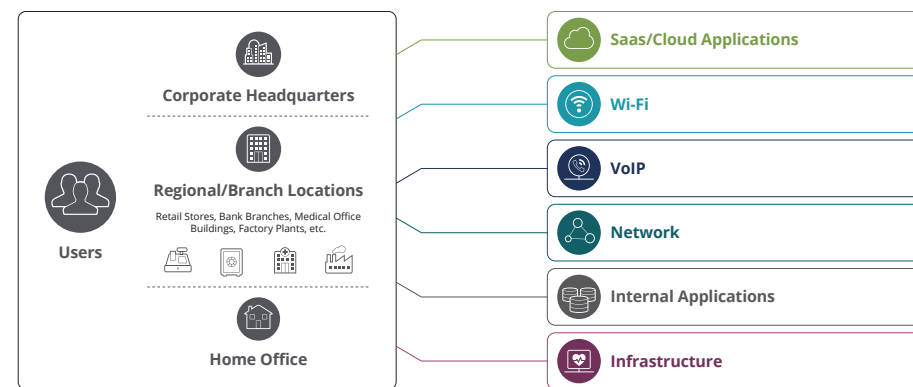 Users
Corporate Headquarters
Regional/Branch Locations
Retail Stores, Bank Branches, Medical Office
Buildings, Factory Plants, etc.
Home Office
Saas/Cloud Applications
Wi-Fi
VoIP
Network
Internal Applications
Infrastructure